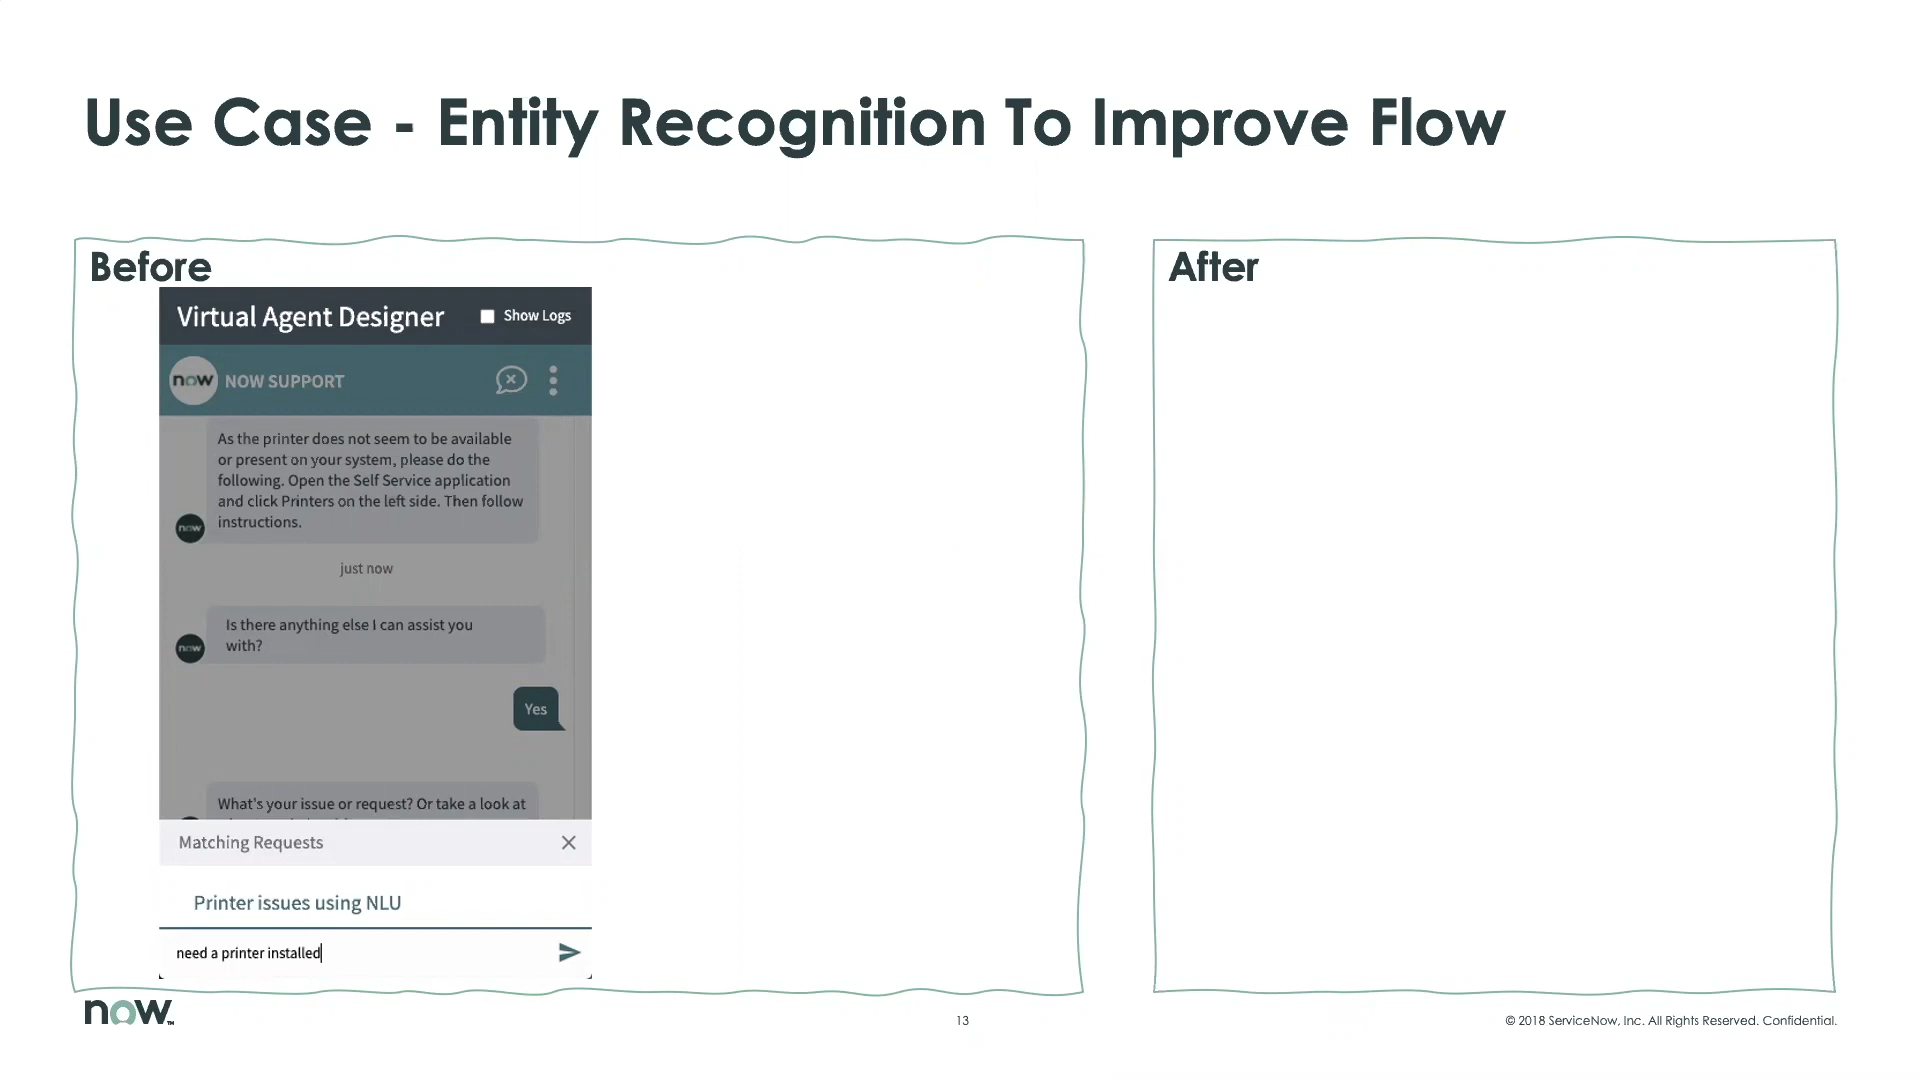 Use Case - Entity Recognition To Improve Flow
Before
Virtual Agent Designer
Show Logs
now
NOW SUPPORT
As the printer does not seem to be available
or present on your system, please do the
following. Open the Self Service application
and click Printers on the left side. Then follow
instructions.
now
just now
Is there anything else I can assist you
with?
now
Yes
What's your issue or request? Or take a look at
Matching Requests
Printer issues using NLU
need a printer installed
After
now™
13
© 2018 ServiceNow, Inc. All Rights Reserved. Confidential.